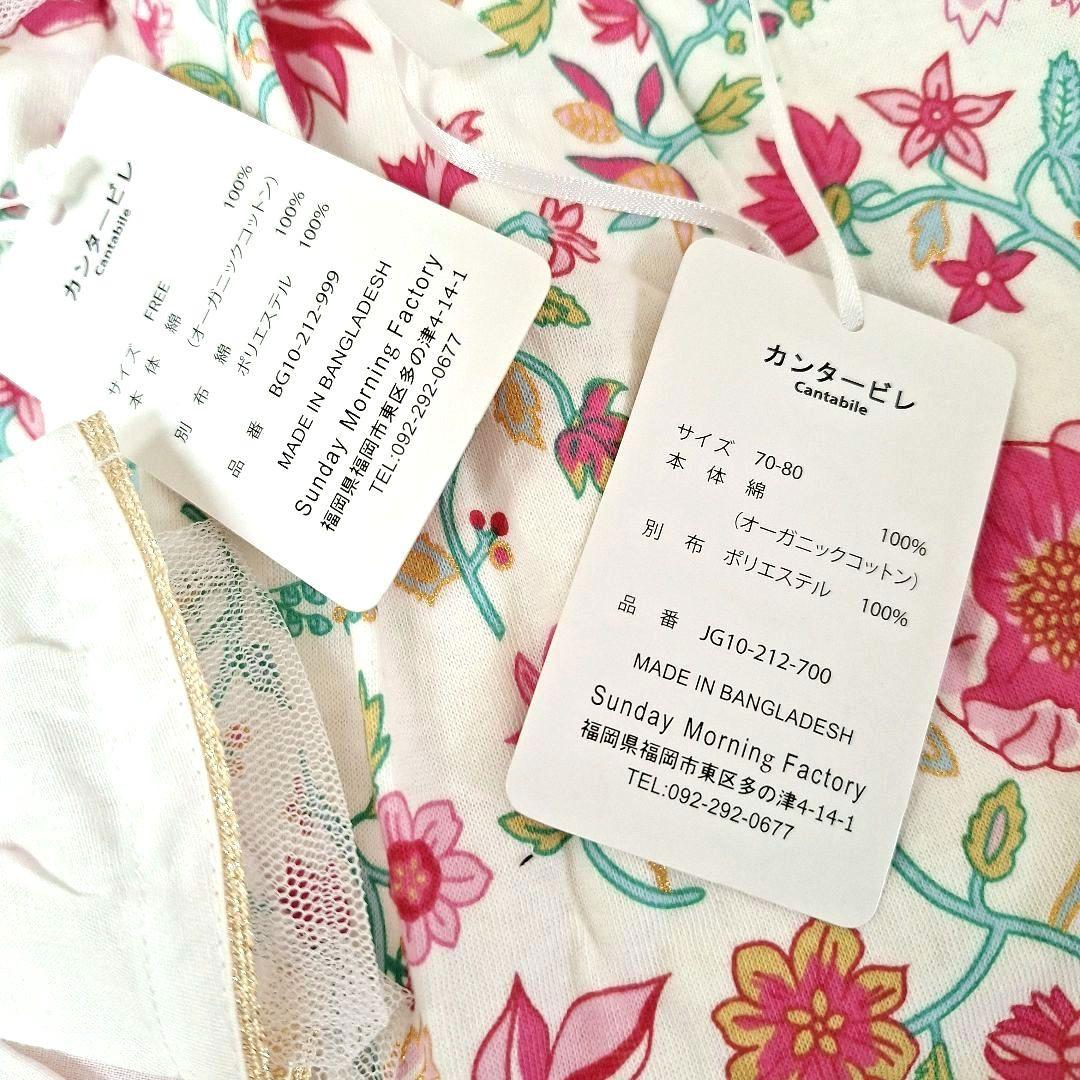 カンタービレ
Cantabile
サイズ FREE
本 体 綿 100%
(オーガニックコットン)
別 布 綿 100%
ポリエステル 100%
品 番 BG10-212-999
MADE IN BANGLADESH
Sunday Morning Factory
福岡県福岡市東区多の津4-14-1
TEL:092-292-0677
カンタービレ
Cantabile
サイズ 70-80
本 体 綿 100%
(オーガニックコットン)
別 布 ポリエステル 100%
品 番 JG10-212-700
MADE IN BANGLADESH
Sunday Morning Factory
福岡県福岡市東区多の津4-14-1
TEL:092-292-0677